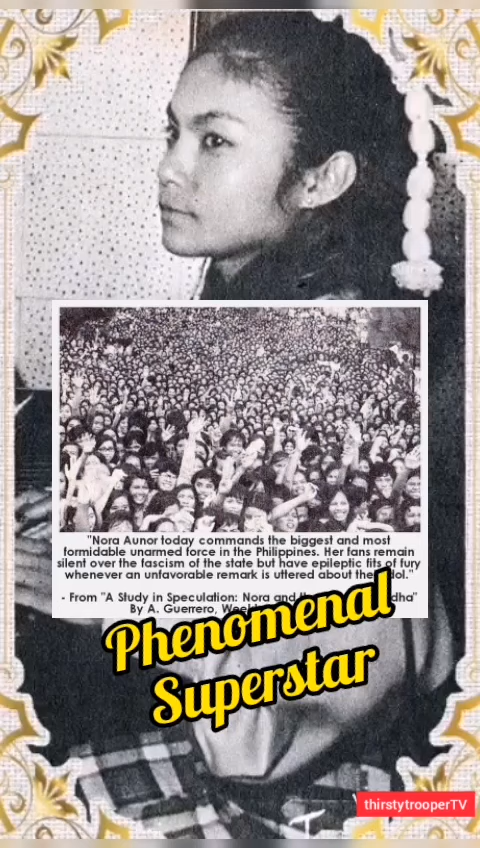 "Nora Aunor today commands the biggest and most
formidable unarmed force in the Philippines. Her fans remain
silent over the fascism of the state but have epileptic fits of fury
whenever an unfavorable remark is uttered about the
- From "A Study in Speculation: Nora and
By A. Guerrero,
Phenomenal
Superstar
thirstytrooperTV